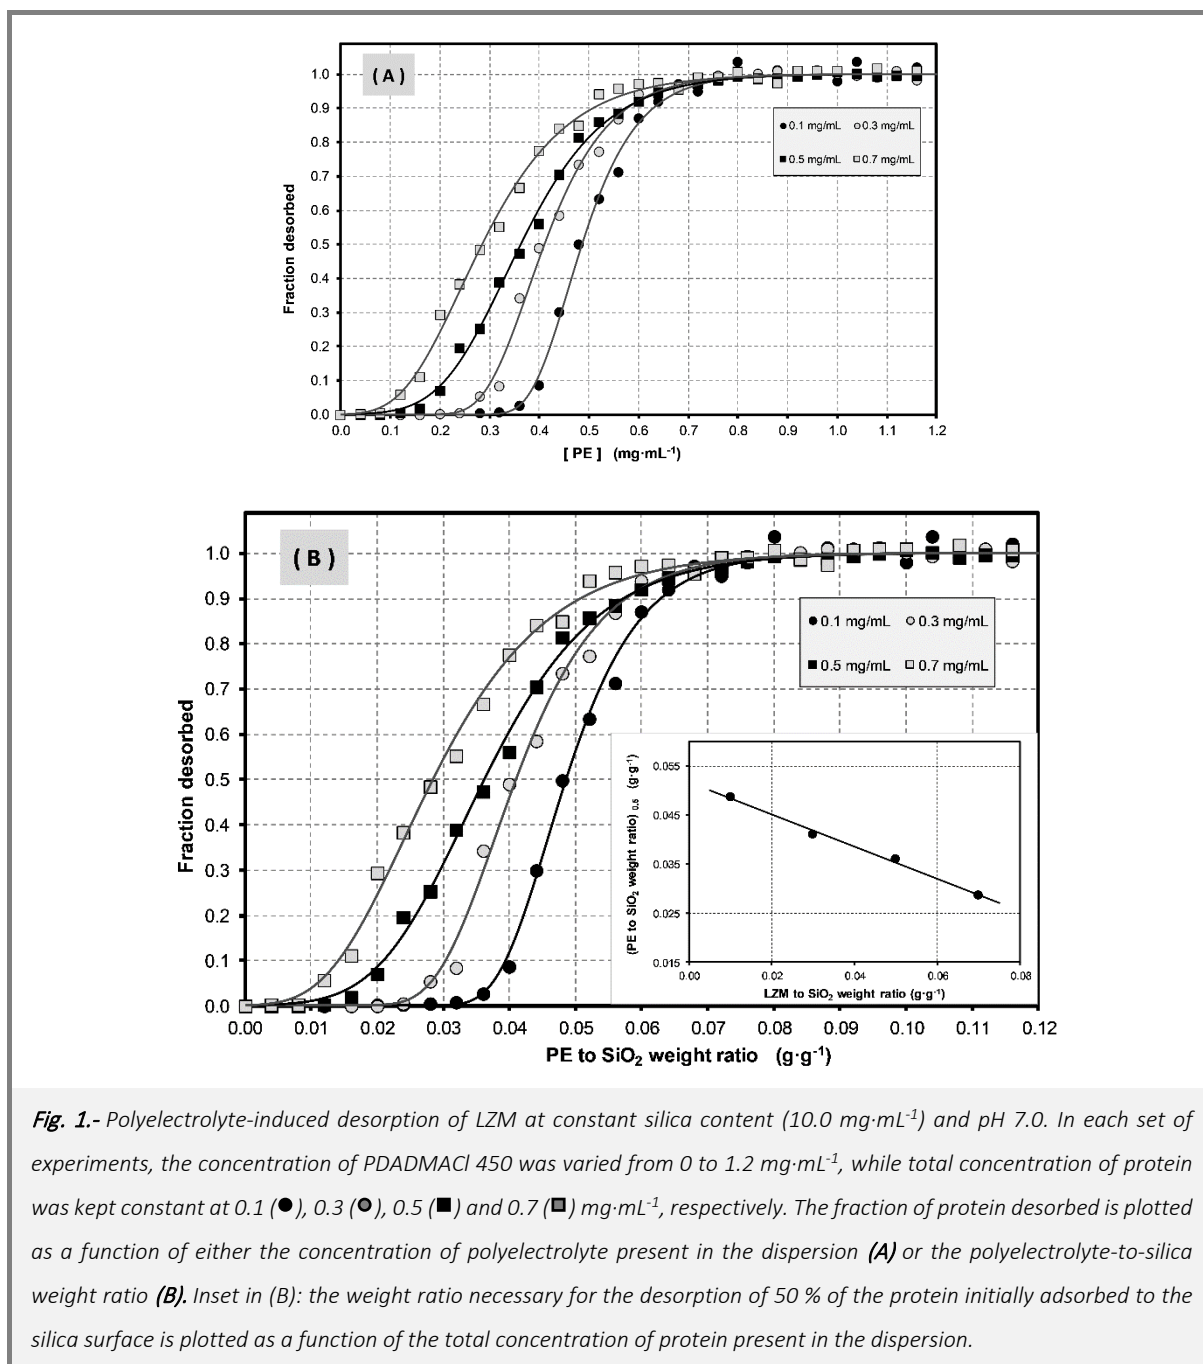 ( A )
1.0
0.9
0.8
0.7
0.6
0.5
0.4
0.3
0.2
0.1
0.0
Fraction desorbed
0.1 mg/mL 0.3 mg/mL
0.5 mg/mL 0.7 mg/mL
0.0 0.1 0.2 0.3 0.4 0.5 0.6 0.7 0.8 0.9 1.0 1.1 1.2
[ PE ] (mg·mL⁻¹)
( B )
1.0
0.9
0.8
0.7
0.6
0.5
0.4
0.3
0.2
0.1
0.0
Fraction desorbed
0.1 mg/mL 0.3 mg/mL
0.5 mg/mL 0.7 mg/mL
0.055
0.045
0.035
0.025
0.015
(PE to SiO₂ weight ratio) 0.5 (g·g⁻¹)
0.00 0.02 0.04 0.06 0.08
LZM to SiO₂ weight ratio (g·g⁻¹)
0.00 0.01 0.02 0.03 0.04 0.05 0.06 0.07 0.08 0.09 0.10 0.11 0.12
PE to SiO₂ weight ratio (g·g⁻¹)
Fig. 1.- Polyelectrolyte-induced desorption of LZM at constant silica content (10.0 mg·mL⁻¹) and pH 7.0. In each set of
experiments, the concentration of PDADMACl 450 was varied from 0 to 1.2 mg·mL⁻¹, while total concentration of protein
was kept constant at 0.1 (●), 0.3 (●), 0.5 (■) and 0.7 (■) mg·mL⁻¹, respectively. The fraction of protein desorbed is plotted
as a function of either the concentration of polyelectrolyte present in the dispersion (A) or the polyelectrolyte-to-silica
weight ratio (B). Inset in (B): the weight ratio necessary for the desorption of 50 % of the protein initially adsorbed to the
silica surface is plotted as a function of the total concentration of protein present in the dispersion.